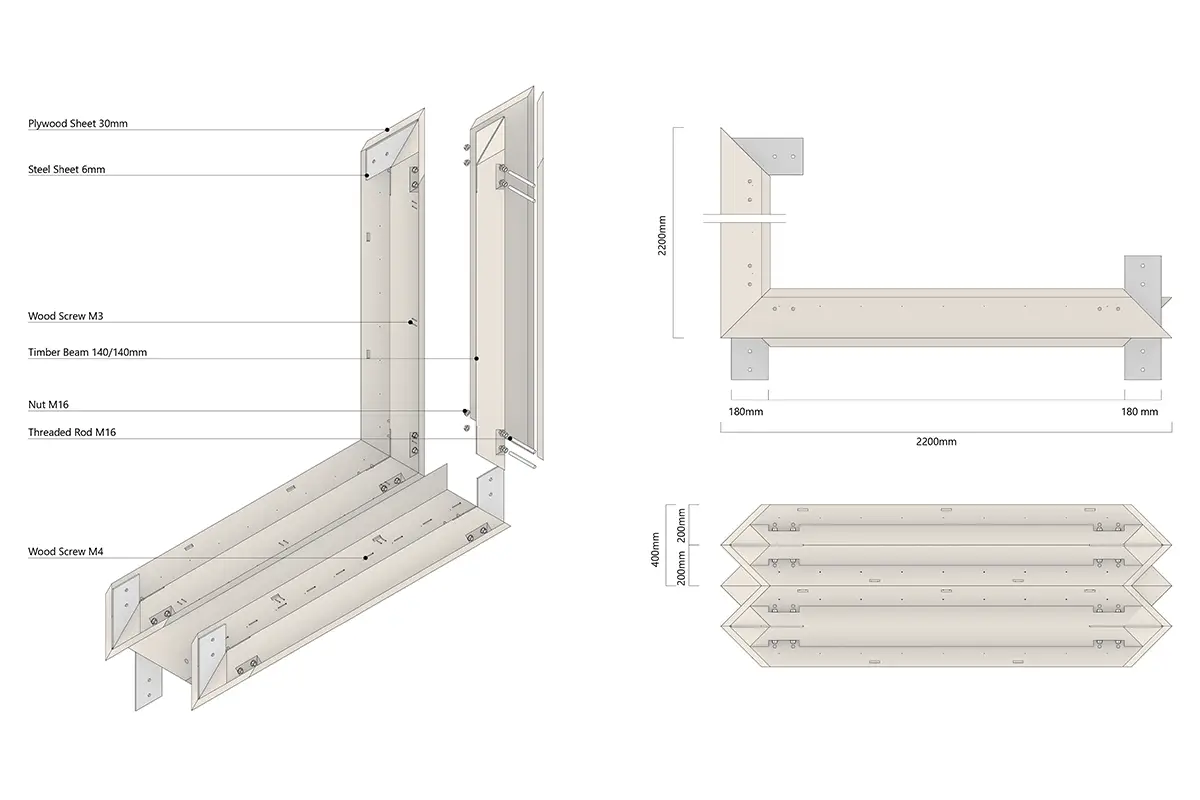 Plywood Sheet 30mm
Steel Sheet 6mm
Wood Screw M3
Timber Beam 140/140mm
Nut M16
Threaded Rod M16
Wood Screw M4
2200mm
180mm
180 mm
2200mm
400mm
200mm
200mm